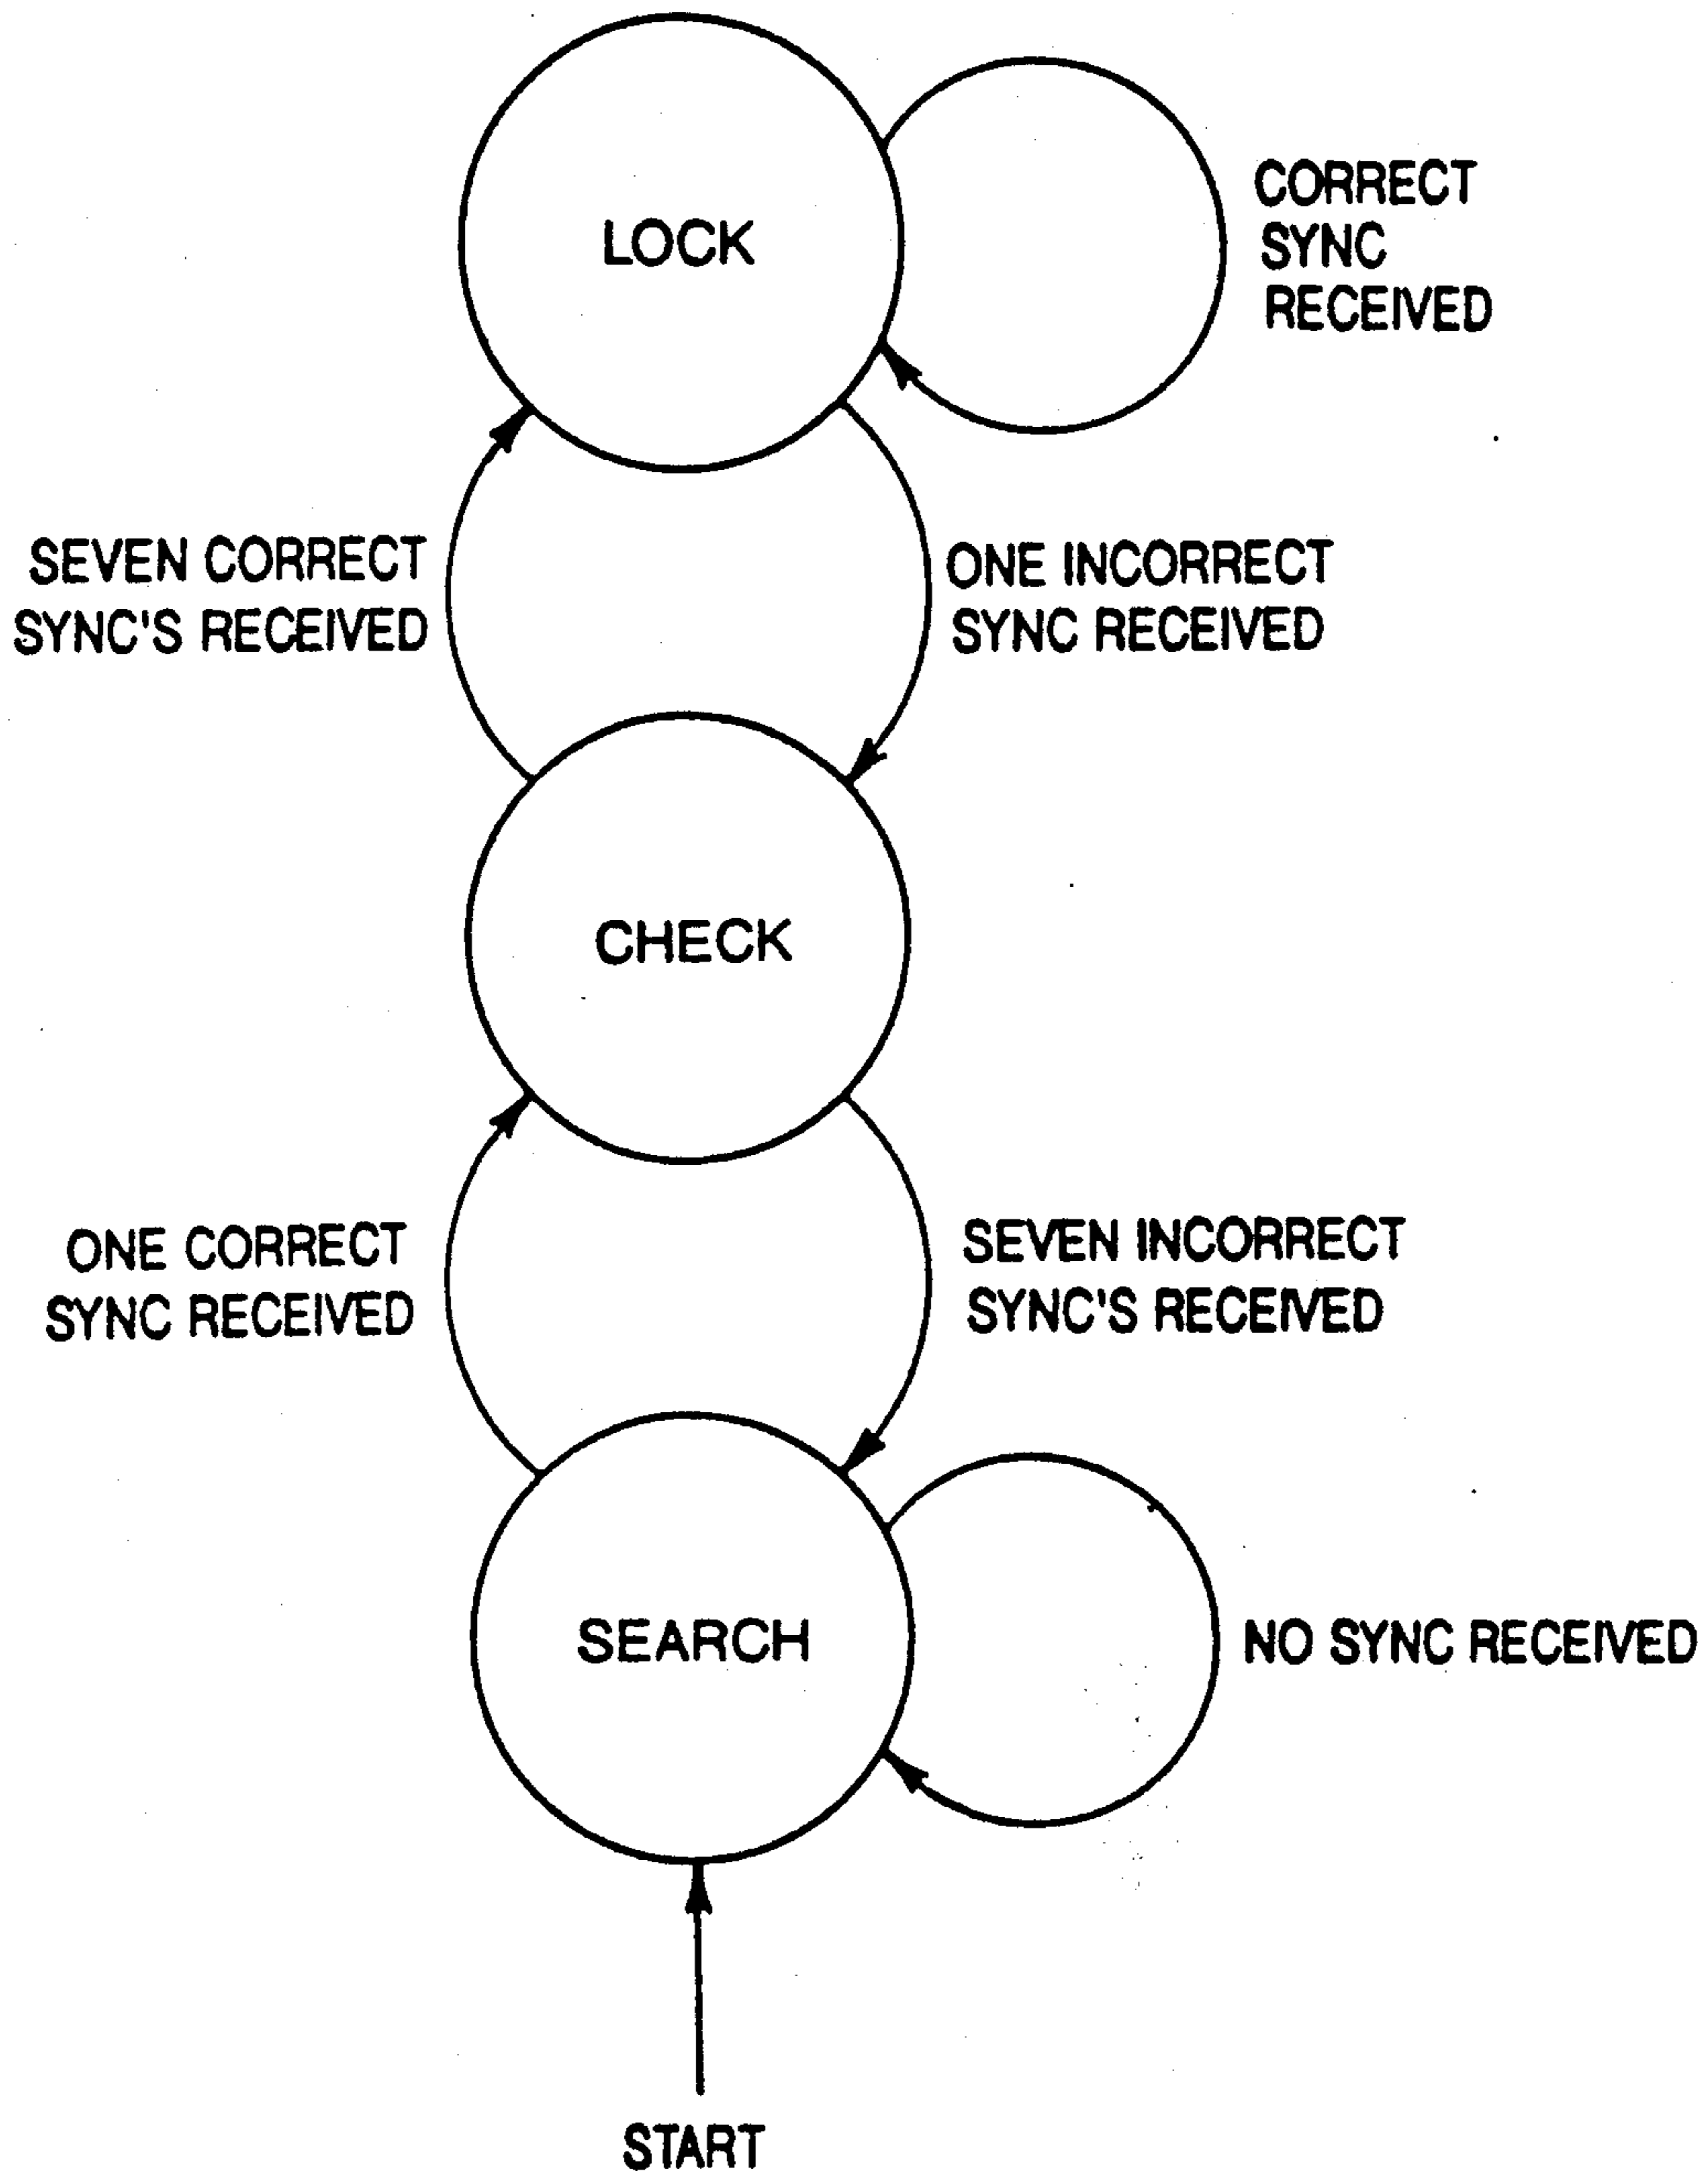 LOCK
CORRECT
SYNC
RECEIVED
SEVEN CORRECT
SYNC'S RECEIVED
ONE INCORRECT
SYNC RECEIVED
CHECK
ONE CORRECT
SYNC RECEIVED
SEVEN INCORRECT
SYNC'S RECEIVED
SEARCH
NO SYNC RECEIVED
START